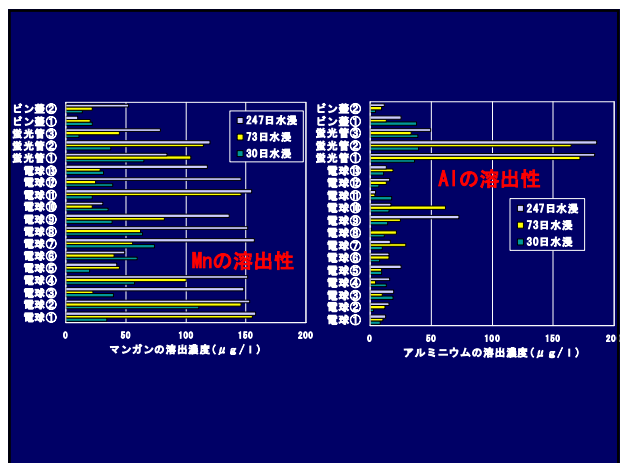 ビン蓋②
ビン蓋①
蛍光管③
蛍光管②
蛍光管①
電球⑬
電球⑫
電球⑪
電球⑩
電球⑨
電球⑧
電球⑦
電球⑥
電球⑤
電球④
電球③
電球②
電球①
0 50 100 150 200
マンガンの溶出濃度(μg/l)
247日水浸
73日水浸
30日水浸
Mnの溶出性
ビン蓋②
ビン蓋①
蛍光管③
蛍光管②
蛍光管①
電球⑬
電球⑫
電球⑪
電球⑩
電球⑨
電球⑧
電球⑦
電球⑥
電球⑤
電球④
電球③
電球②
電球①
0 50 100 150
アルミニウムの溶出濃度(μg/l)
Alの溶出性
247日水浸
73日水浸
30日水浸